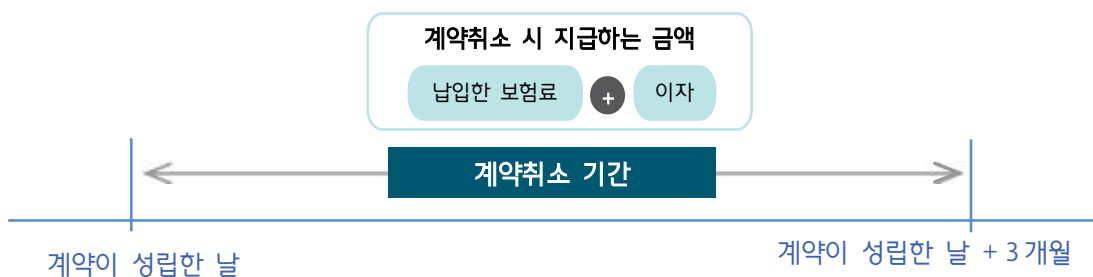 계약취소 시 지급하는 금액
납입한 보험료 + 이자
계약취소 기간
계약이 성립한 날
계약이 성립한 날 + 3개월